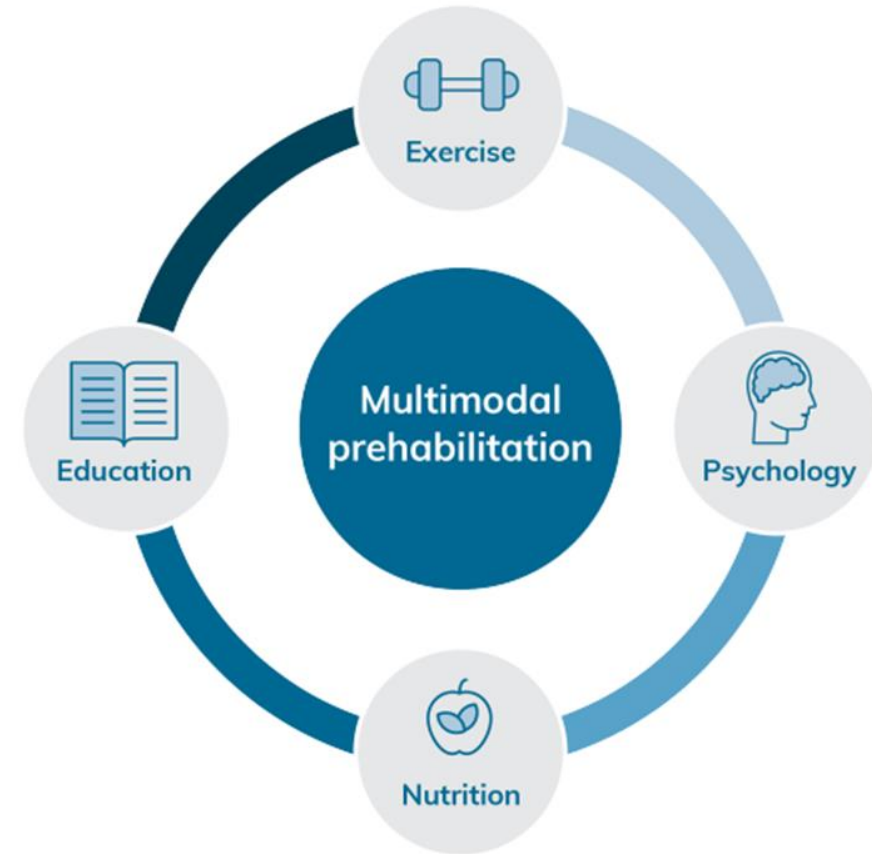 Exercise
Education
Multimodal
prehabilitation
Psychology
Nutrition